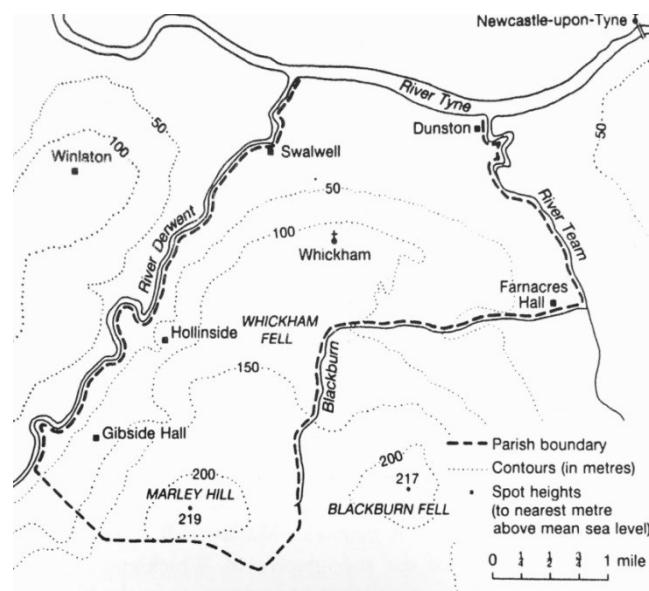 Newcastle-upon-Tyne
River Tyne
50
100
Winlaton
Swalwell
Dunston
50
River Derwent
50
100
Whickham
River Team
Farnacres
Hall
Hollinside
WHICKHAM
FELL
150
Blackburn
Gibside Hall
200
MARLEY HILL
219
200
217
BLACKBURN FELL
Parish boundary
Contours (in metres)
Spot heights
(to nearest metre
above mean sea level)
0 1/4 1/2 3/4 1 mile